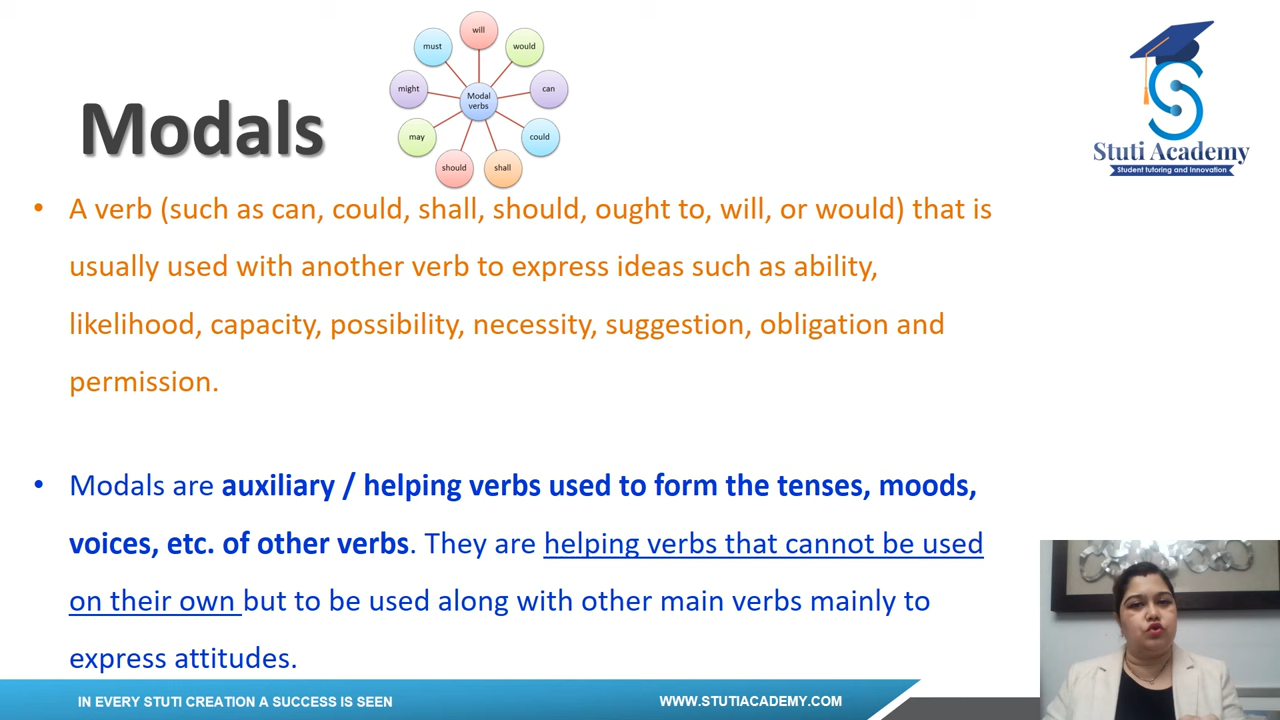 will
must
would
might
Modal
verbs
can
may
could
should
shall
Modals
Stuti Academy
Student tutoring and Innovation
• A verb (such as can, could, shall, should, ought to, will, or would) that is
usually used with another verb to express ideas such as ability,
likelihood, capacity, possibility, necessity, suggestion, obligation and
permission.
• Modals are auxiliary / helping verbs used to form the tenses, moods,
voices, etc. of other verbs. They are helping verbs that cannot be used
on their own but to be used along with other main verbs mainly to
express attitudes.
IN EVERY STUTI CREATION A SUCCESS IS SEEN
WWW.STUTIACADEMY.COM